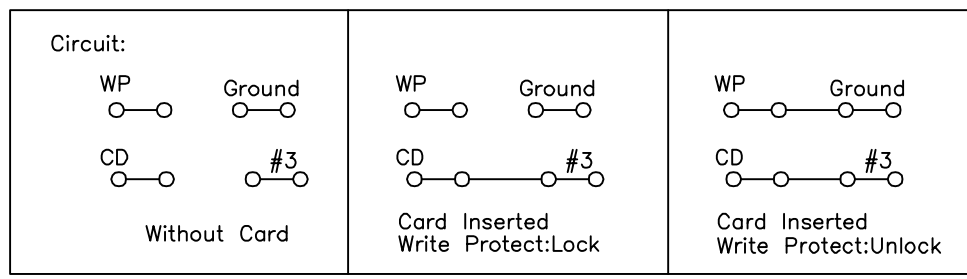 Circuit:
WP Ground
CD #3
Without Card
WP Ground
CD #3
Card Inserted
Write Protect:Lock
WP Ground
CD #3
Card Inserted
Write Protect:Unlock